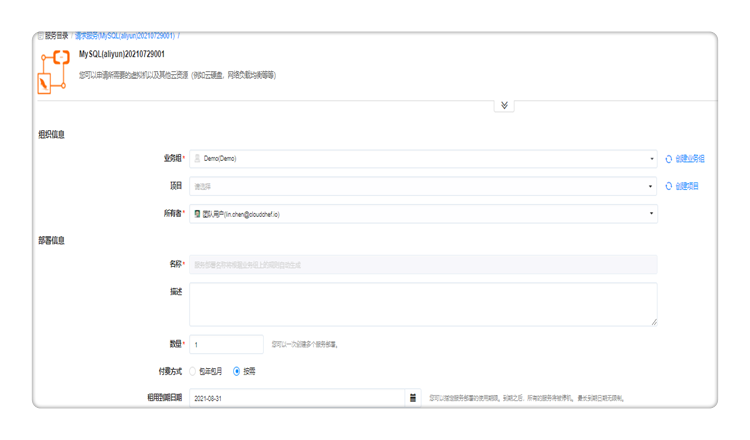 服务目录 / 请求服务(MySQL(aliyun)20210729001) /
MySQL(aliyun)20210729001
您可以申请所需要的虚拟机以及其他云资源（例如云硬盘，网络负载均衡等等）
组织信息
业务组* Demo(Demo) 创建业务组
项目 请选择 创建项目
所有者* 团队用户(lin.chen@cloudchef.io)
部署信息
名称* 服务部署名称将根据业务组上的规则自动生成
描述
数量* 1 您可以一次创建多个服务部署。
付费方式 包年包月 按需
租用到期日期 2021-08-31 您可以指定服务部署的使用期限。到期之后，所有的服务将被停机。 最长到期日期无限制。